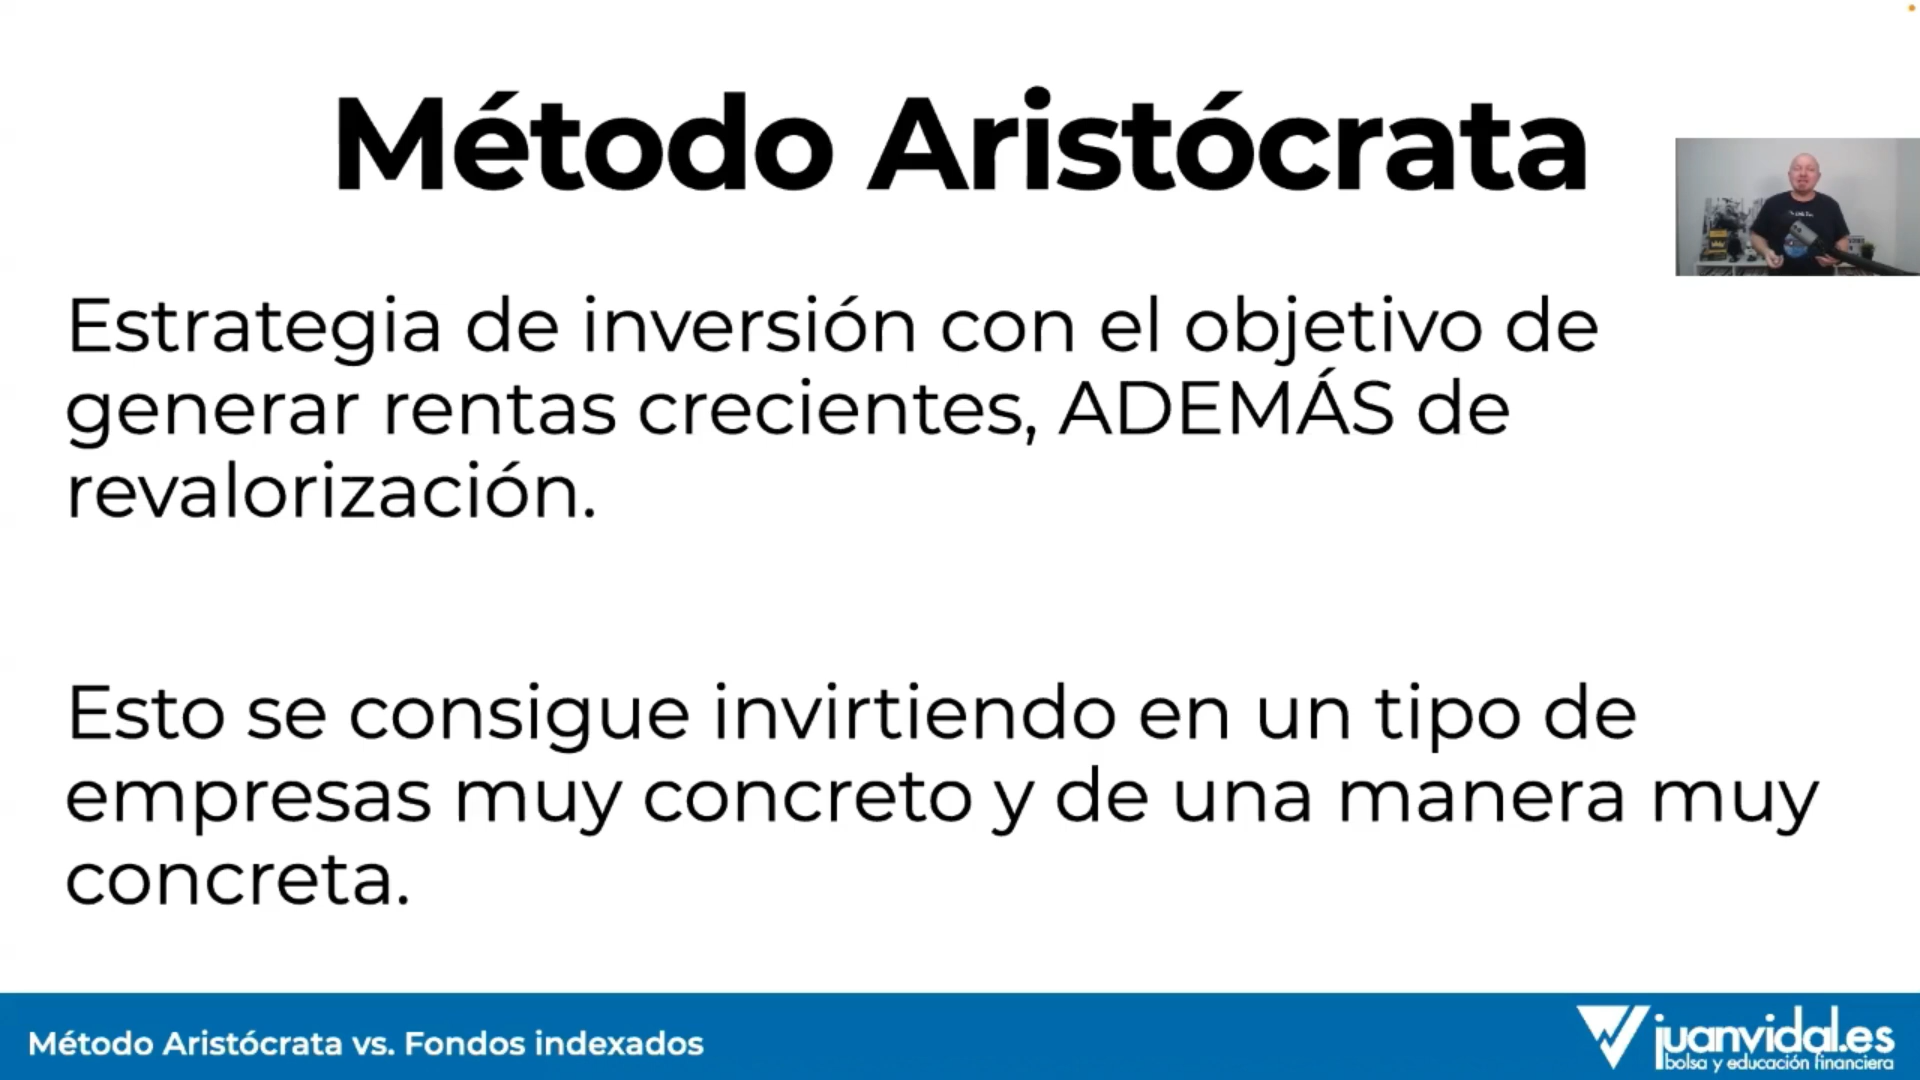 Método Aristócrata
Estrategia de inversión con el objetivo de
generar rentas crecientes, ADEMÁS de
revalorización.
Esto se consigue invirtiendo en un tipo de
empresas muy concreto y de una manera muy
concreta.
Método Aristócrata vs. Fondos indexados
juanvidal.es
bolsa y educación financiera